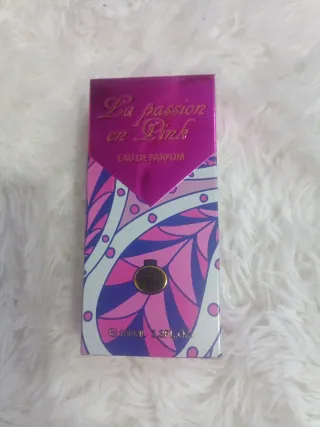 La passion
en Pink
EAU DE PARFUM